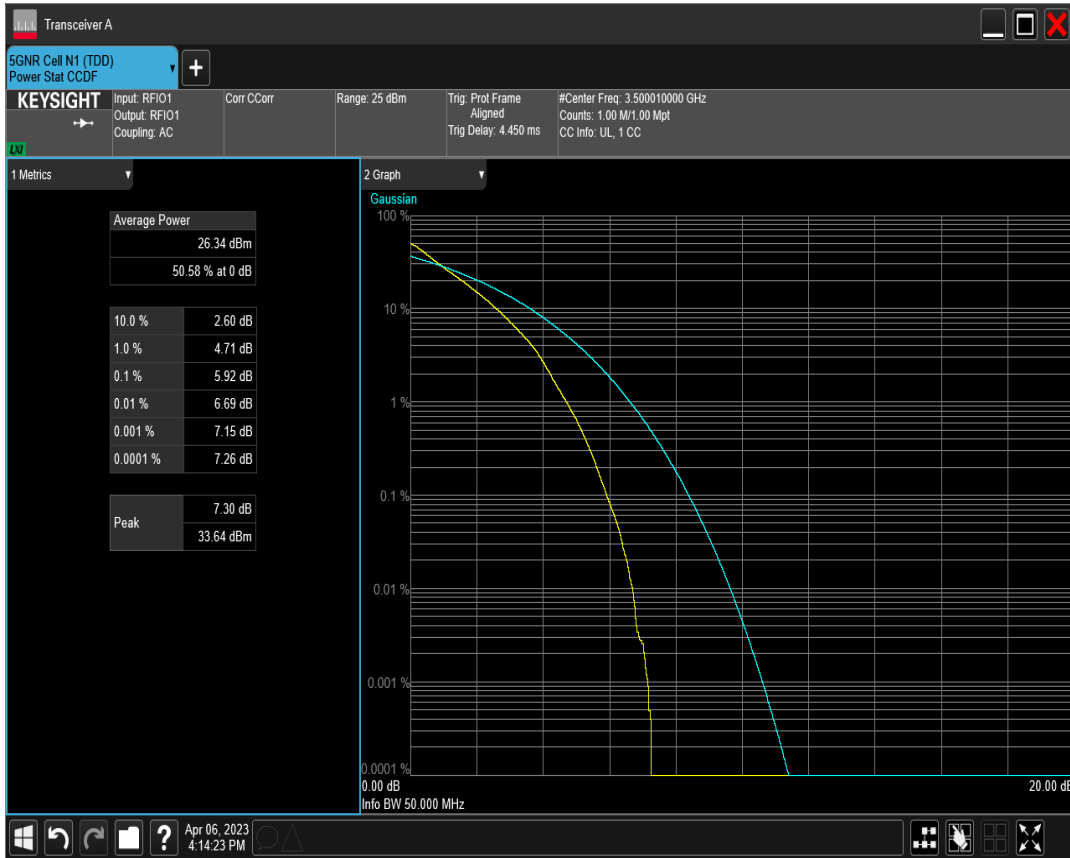 Transceiver A
5GNR Cell N1 (TDD)
Power Stat CCDF
+
KEYSIGHT
LXI
Input: RFIO1
Output: RFIO1
Coupling: AC
Corr CCorr
Range: 25 dBm
Trig: Prot Frame
Aligned
Trig Delay: 4.450 ms
#Center Freq: 3.500010000 GHz
Counts: 1.00 M/1.00 Mpt
CC Info: UL, 1 CC
1 Metrics
Average Power
26.34 dBm
50.58 % at 0 dB
10.0 % 2.60 dB
1.0 % 4.71 dB
0.1 % 5.92 dB
0.01 % 6.69 dB
0.001 % 7.15 dB
0.0001 % 7.26 dB
Peak
7.30 dB
33.64 dBm
2 Graph
Gaussian
100 %
10 %
1 %
0.1 %
0.01 %
0.001 %
0.0001 %
0.00 dB 20.00 dB
Info BW 50.000 MHz
?
Apr 06, 2023
4:14:23 PM